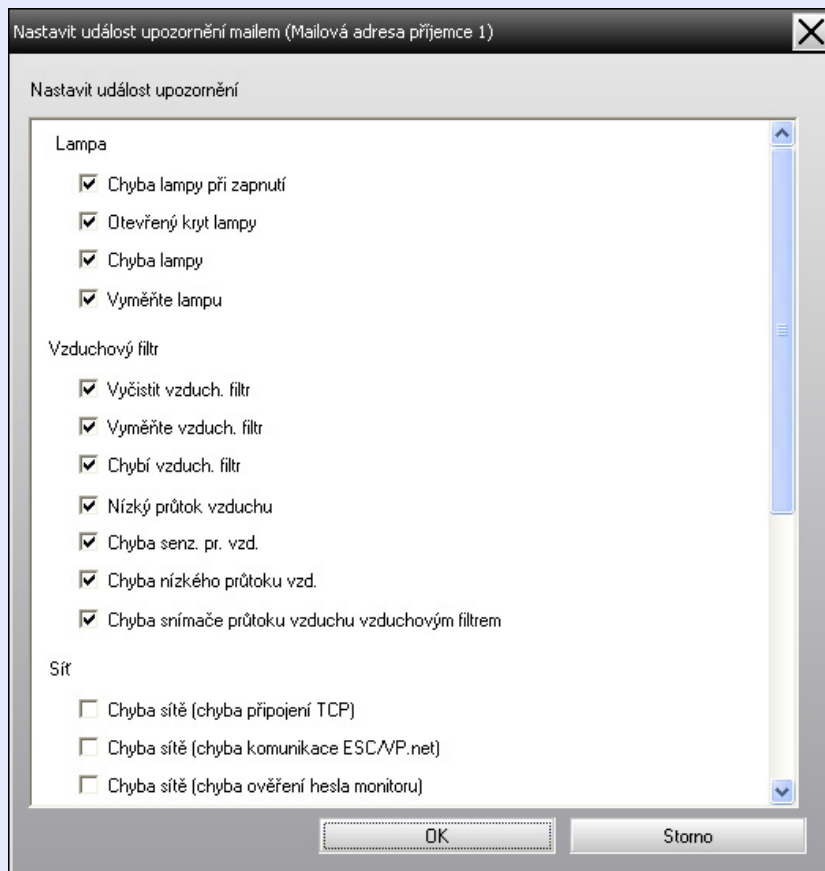 Nastavit událost upozornění mailem (Mailová adresa příjemce 1)
Nastavit událost upozornění
Lampa
Chyba lampy při zapnutí
Otevřený kryt lampy
Chyba lampy
Vyměňte lampu
Vzduchový filtr
Vyčistit vzduch. filtr
Vyměňte vzduch. filtr
Chybí vzduch. filtr
Nízký průtok vzduchu
Chyba senz. pr. vzd.
Chyba nízkého průtoku vzd.
Chyba snímače průtoku vzduchu vzduchovým filtrem
Síť
Chyba sítě (chyba připojení TCP)
Chyba sítě (chyba komunikace ESC/VP.net)
Chyba sítě (chyba ověření hesla monitoru)
OK Storno